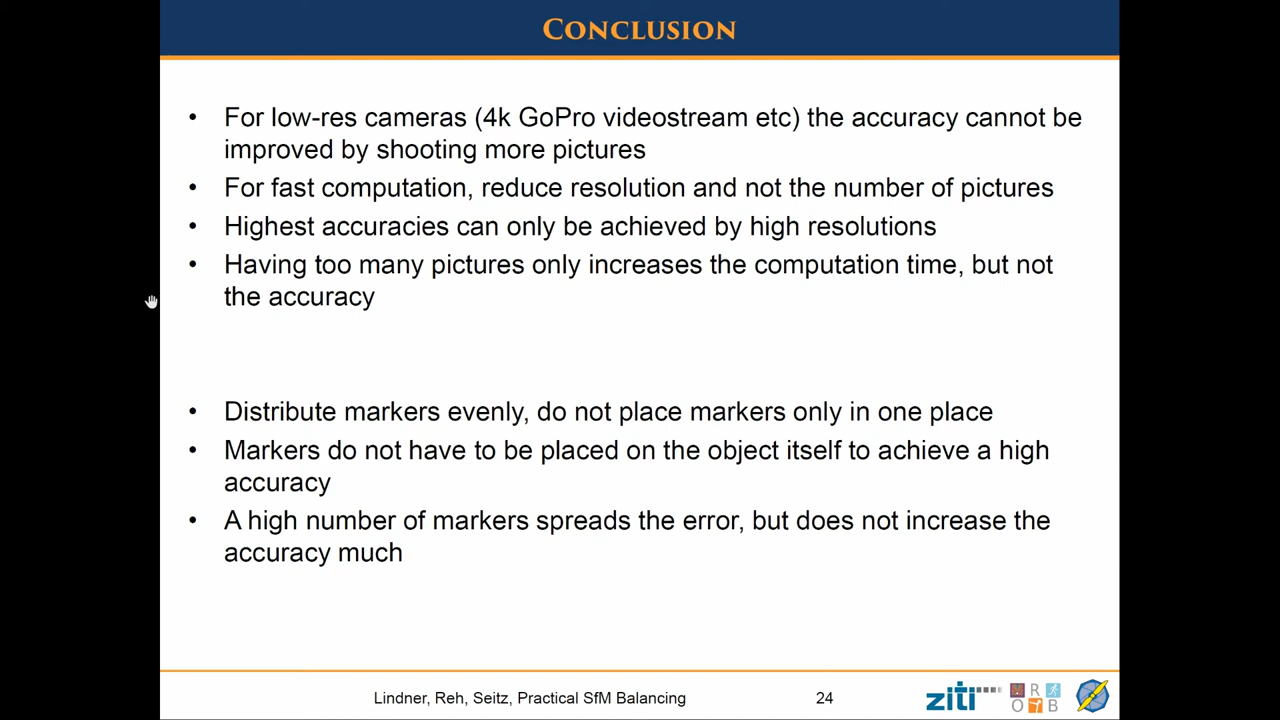 CONCLUSION
• For low-res cameras (4k GoPro videostream etc) the accuracy cannot be
improved by shooting more pictures
• For fast computation, reduce resolution and not the number of pictures
• Highest accuracies can only be achieved by high resolutions
• Having too many pictures only increases the computation time, but not
the accuracy
• Distribute markers evenly, do not place markers only in one place
• Markers do not have to be placed on the object itself to achieve a high
accuracy
• A high number of markers spreads the error, but does not increase the
accuracy much
Lindner, Reh, Seitz, Practical SfM Balancing 24 ziti R O B